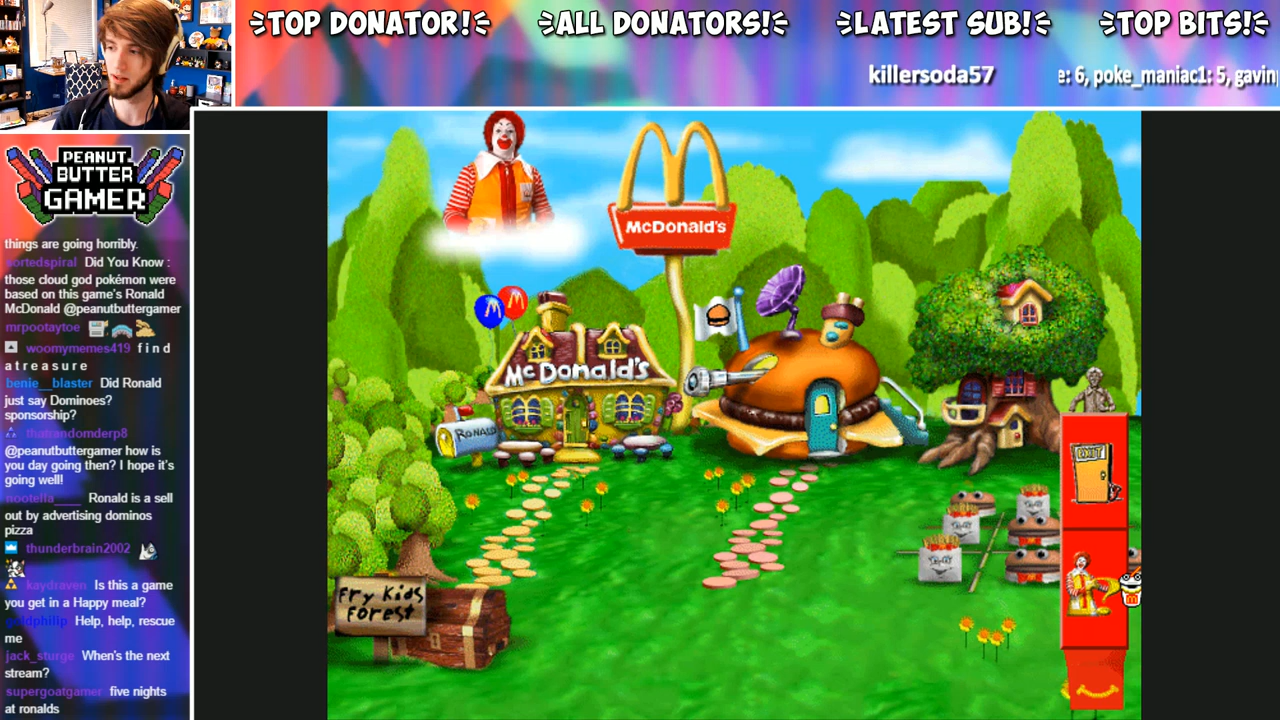 TOP DONATOR!
ALL DONATORS!
LATEST SUB!
TOP BITS!
killersoda57
e: 6, poke_maniac1: 5, gavin
PEANUT
BUTTER
GAMER
things are going horribly.
sortedspiral Did You Know :
those cloud god pokémon were
based on this game's Ronald
McDonald @peanutbuttergamer
mrpootaytoe
woomymemes419 f i n d
a t r e a s u r e
benie__blaster Did Ronald
just say Dominoes?
sponsorship?
thatrandomderp8
@peanutbuttergamer how is
you day going then? I hope it's
going well!
nootella____ Ronald is a sell
out by advertising dominos
pizza
thunderbrain2002
kaydraven Is this a game
you get in a Happy meal?
Help, help, rescue
me
jack_sturge When's the next
stream?
supergoatgamer five nights
at ronalds
McDonald's
McDonald's
RONALD
Fry Kids
Forest
EXIT